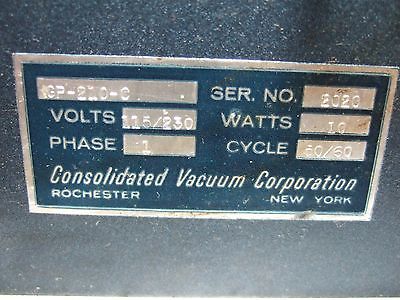 GP-210-C SER. NO. 2020
VOLTS 115/230 WATTS 10
PHASE 1 CYCLE 50/60
Consolidated Vacuum Corporation
ROCHESTER NEW YORK